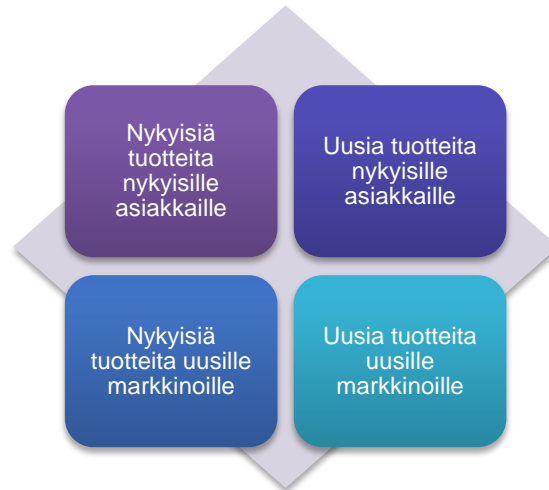 Nykyisiä
tuotteita
nykyisille
asiakkaille
Uusia tuotteita
nykyisille
asiakkaille
Nykyisiä
tuotteita uusille
markkinoille
Uusia tuotteita
uusille
markkinoille